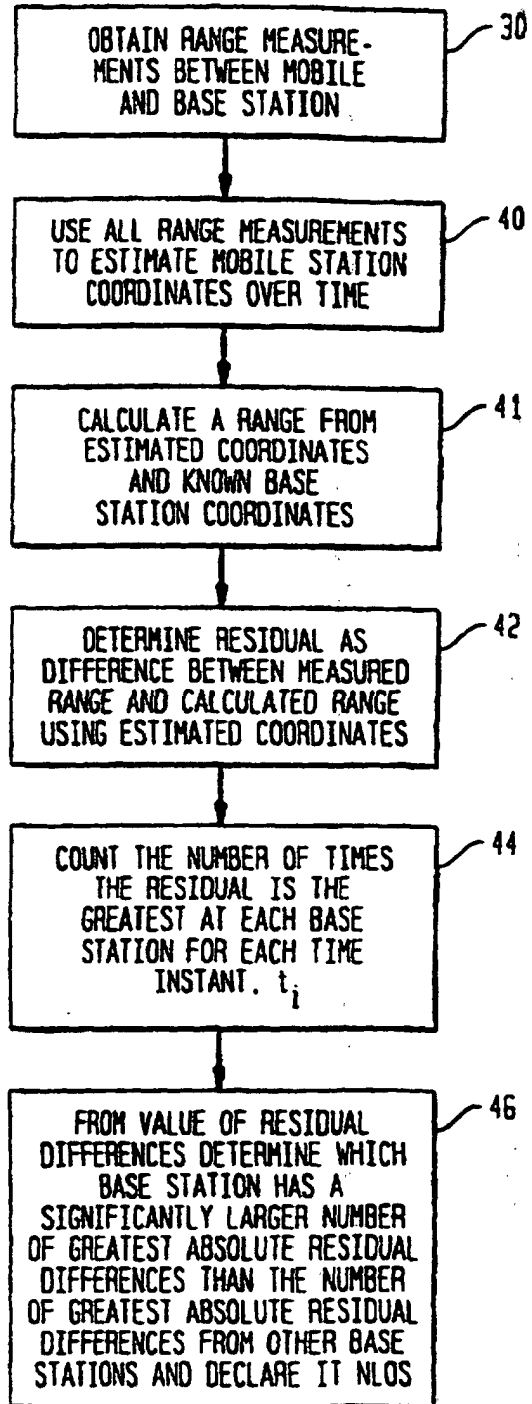 OBTAIN RANGE MEASURE-
MENTS BETWEEN MOBILE
AND BASE STATION
30
USE ALL RANGE MEASUREMENTS
TO ESTIMATE MOBILE STATION
COORDINATES OVER TIME
40
CALCULATE A RANGE FROM
ESTIMATED COORDINATES
AND KNOWN BASE
STATION COORDINATES
41
DETERMINE RESIDUAL AS
DIFFERENCE BETWEEN MEASURED
RANGE AND CALCULATED RANGE
USING ESTIMATED COORDINATES
42
COUNT THE NUMBER OF TIMES
THE RESIDUAL IS THE
GREATEST AT EACH BASE
STATION FOR EACH TIME
INSTANT. t_i
44
FROM VALUE OF RESIDUAL
DIFFERENCES DETERMINE WHICH
BASE STATION HAS A
SIGNIFICANTLY LARGER NUMBER
OF GREATEST ABSOLUTE RESIDUAL
DIFFERENCES THAN THE NUMBER
OF GREATEST ABSOLUTE RESIDUAL
DIFFERENCES FROM OTHER BASE
STATIONS AND DECLARE IT NLOS
46